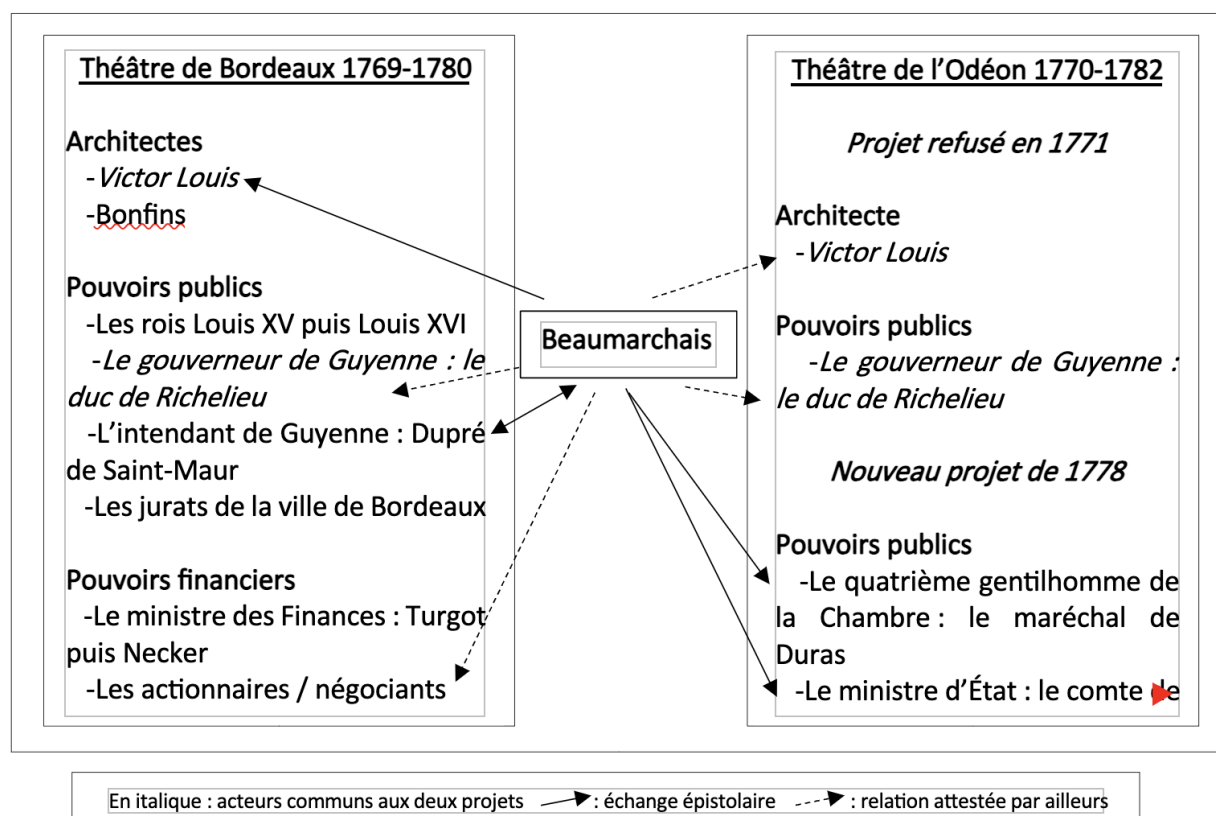 Théâtre de Bordeaux 1769-1780
Architectes
-Victor Louis
-Bonfins
Pouvoirs publics
-Les rois Louis XV puis Louis XVI
-Le gouverneur de Guyenne : le
duc de Richelieu
-L’intendant de Guyenne : Dupré
de Saint-Maur
-Les jurats de la ville de Bordeaux
Pouvoirs financiers
-Le ministre des Finances : Turgot
puis Necker
-Les actionnaires / négociants
Beaumarchais
Théâtre de l’Odéon 1770-1782
Projet refusé en 1771
Architecte
-Victor Louis
Pouvoirs publics
-Le gouverneur de Guyenne :
le duc de Richelieu
Nouveau projet de 1778
Pouvoirs publics
-Le quatrième gentilhomme de
la Chambre : le maréchal de
Duras
-Le ministre d’État : le comte de
En italique : acteurs communs aux deux projets : échange épistolaire : relation attestée par ailleurs